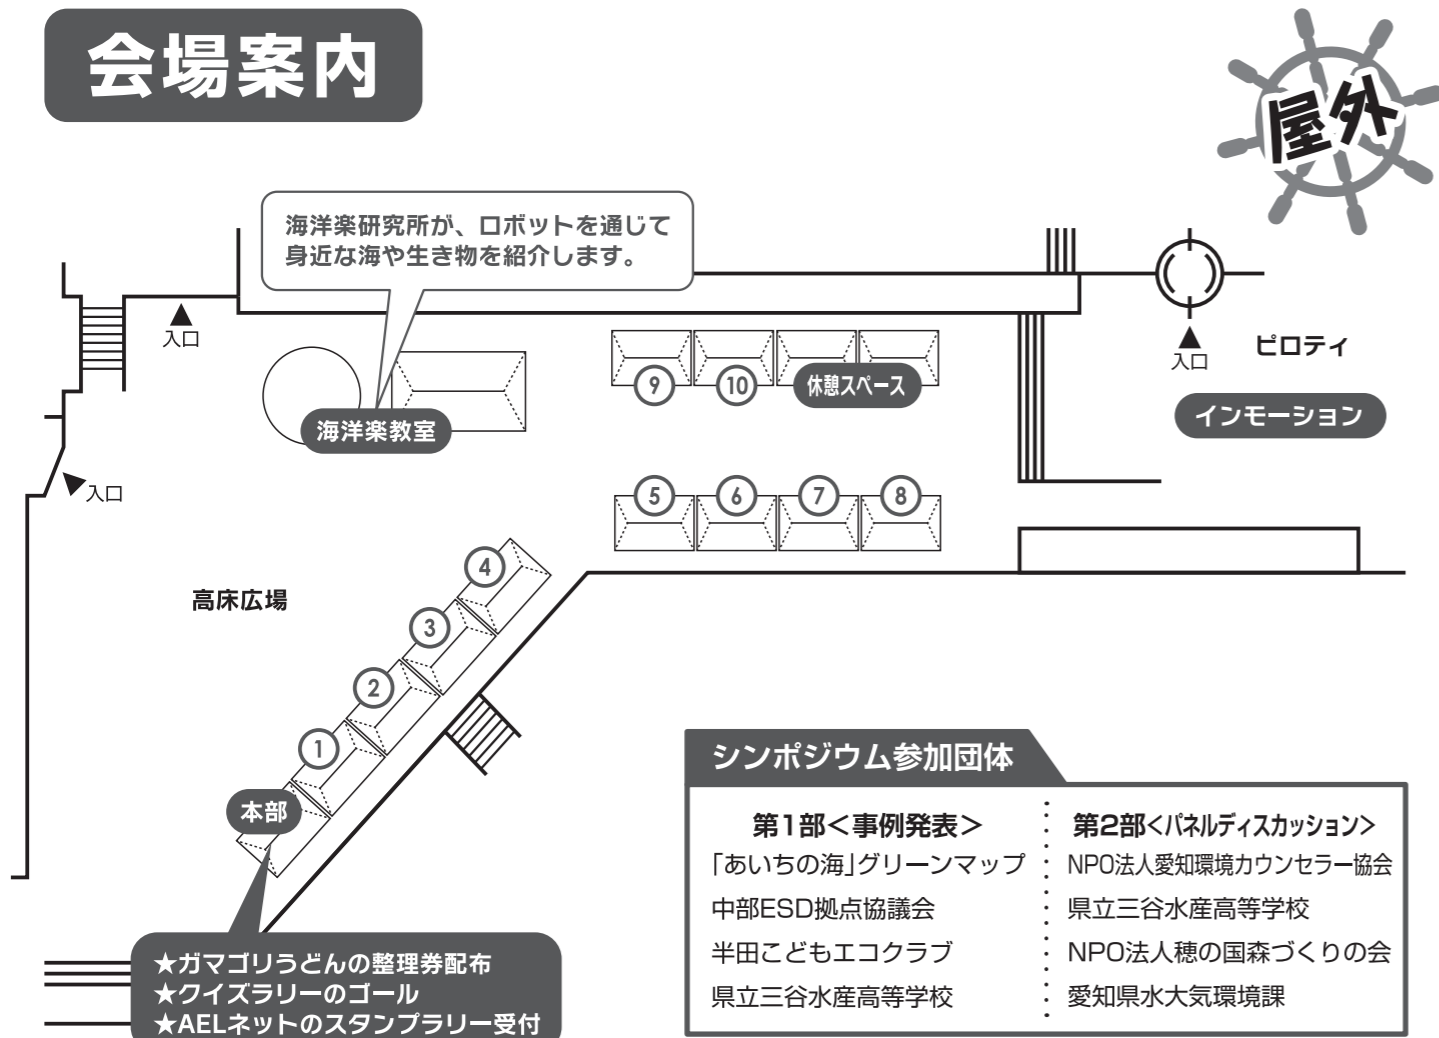 会場案内
屋外
海洋楽研究所が、ロボットを通じて
身近な海や生き物を紹介します。
入口
入口
ピロティ
9
10
休憩スペース
インモーション
海洋楽教室
入口
5
6
7
8
4
高床広場
3
2
1
本部
シンポジウム参加団体
第1部<事例発表>
「あいちの海」グリーンマップ
中部ESD拠点協議会
半田こどもエコクラブ
県立三谷水産高等学校
第2部<パネルディスカッション>
NPO法人愛知環境カウンセラー協会
県立三谷水産高等学校
NPO法人穂の国森づくりの会
愛知県水大気環境課
★ガマゴリうどんの整理券配布
★クイズラリーのゴール
★AELネットのスタンプラリー受付